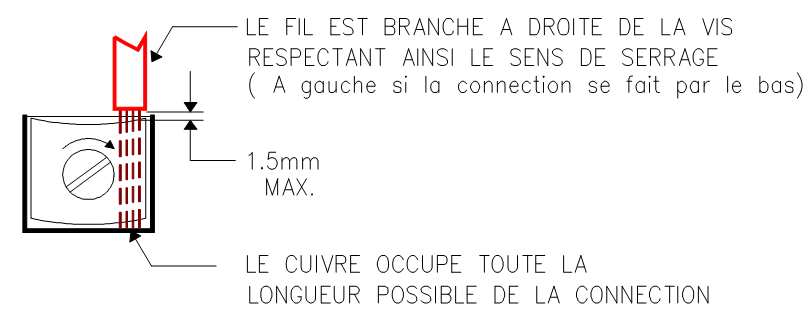 LE FIL EST BRANCHE A DROITE DE LA VIS
RESPECTANT AINSI LE SENS DE SERRAGE
( A gauche si la connection se fait par le bas)
1.5mm
MAX.
LE CUIVRE OCCUPE TOUTE LA
LONGUEUR POSSIBLE DE LA CONNECTION